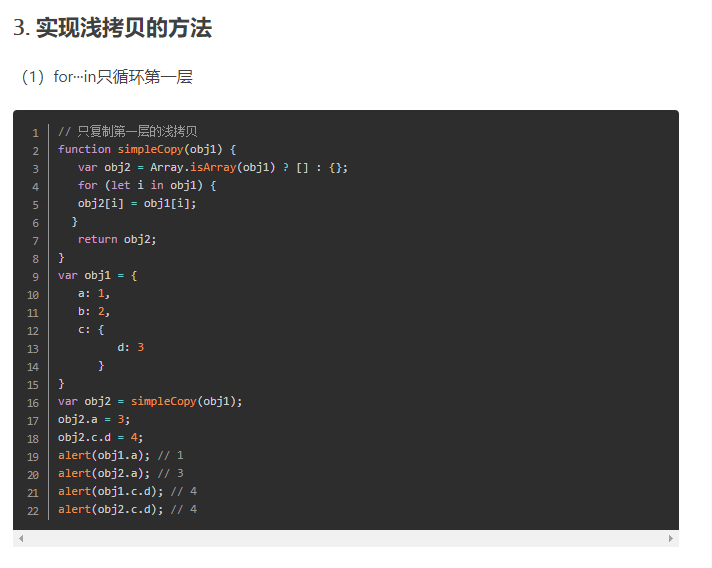 3. 实现浅拷贝的方法
（1）for···in只循环第一层
1 // 只复制第一层的浅拷贝
2 function simpleCopy(obj1) {
3    var obj2 = Array.isArray(obj1) ? [] : {};
4    for (let i in obj1) {
5    obj2[i] = obj1[i];
6   }
7    return obj2;
8 }
9 var obj1 = {
10    a: 1,
11    b: 2,
12    c: {
13          d: 3
14       }
15 }
16 var obj2 = simpleCopy(obj1);
17 obj2.a = 3;
18 obj2.c.d = 4;
19 alert(obj1.a); // 1
20 alert(obj2.a); // 3
21 alert(obj1.c.d); // 4
22 alert(obj2.c.d); // 4